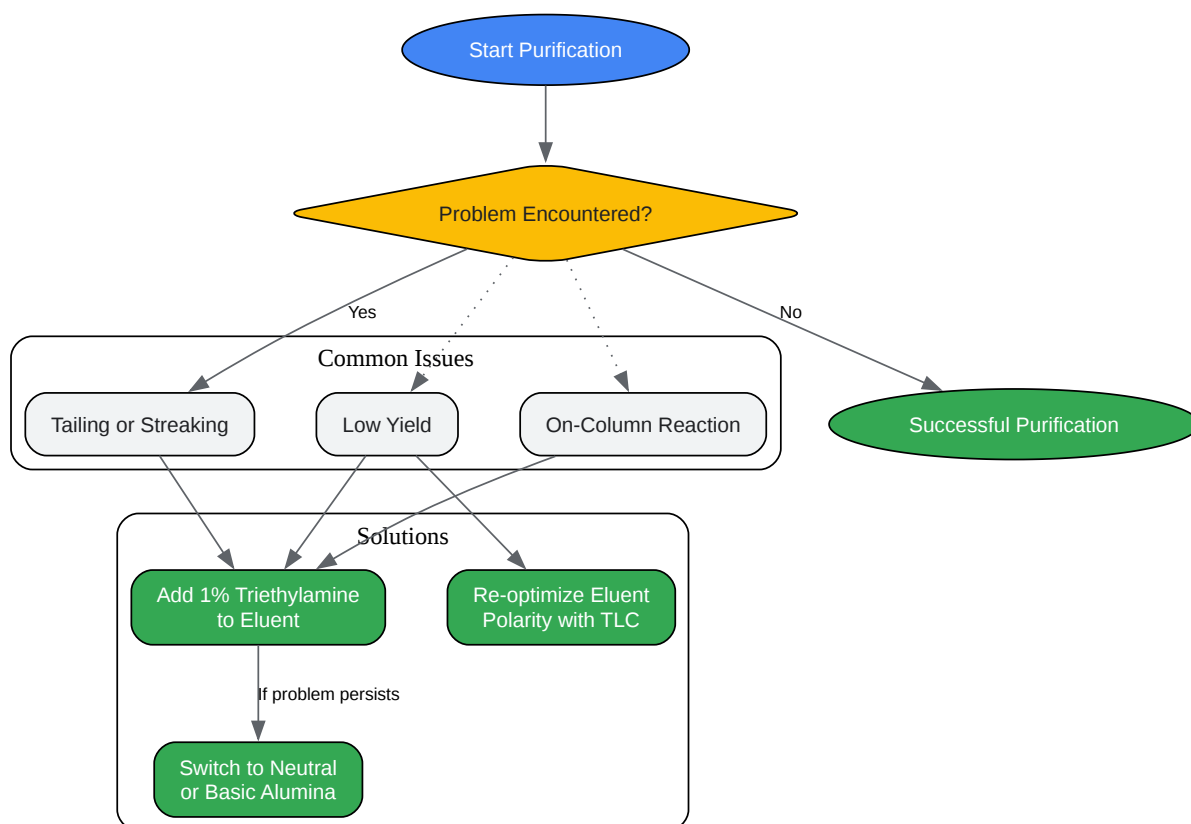 Start Purification
Problem Encountered?
Yes
No
Common Issues
Tailing or Streaking
Low Yield
On-Column Reaction
Successful Purification
Solutions
Add 1% Triethylamine
to Eluent
Re-optimize Eluent
Polarity with TLC
If problem persists
Switch to Neutral
or Basic Alumina